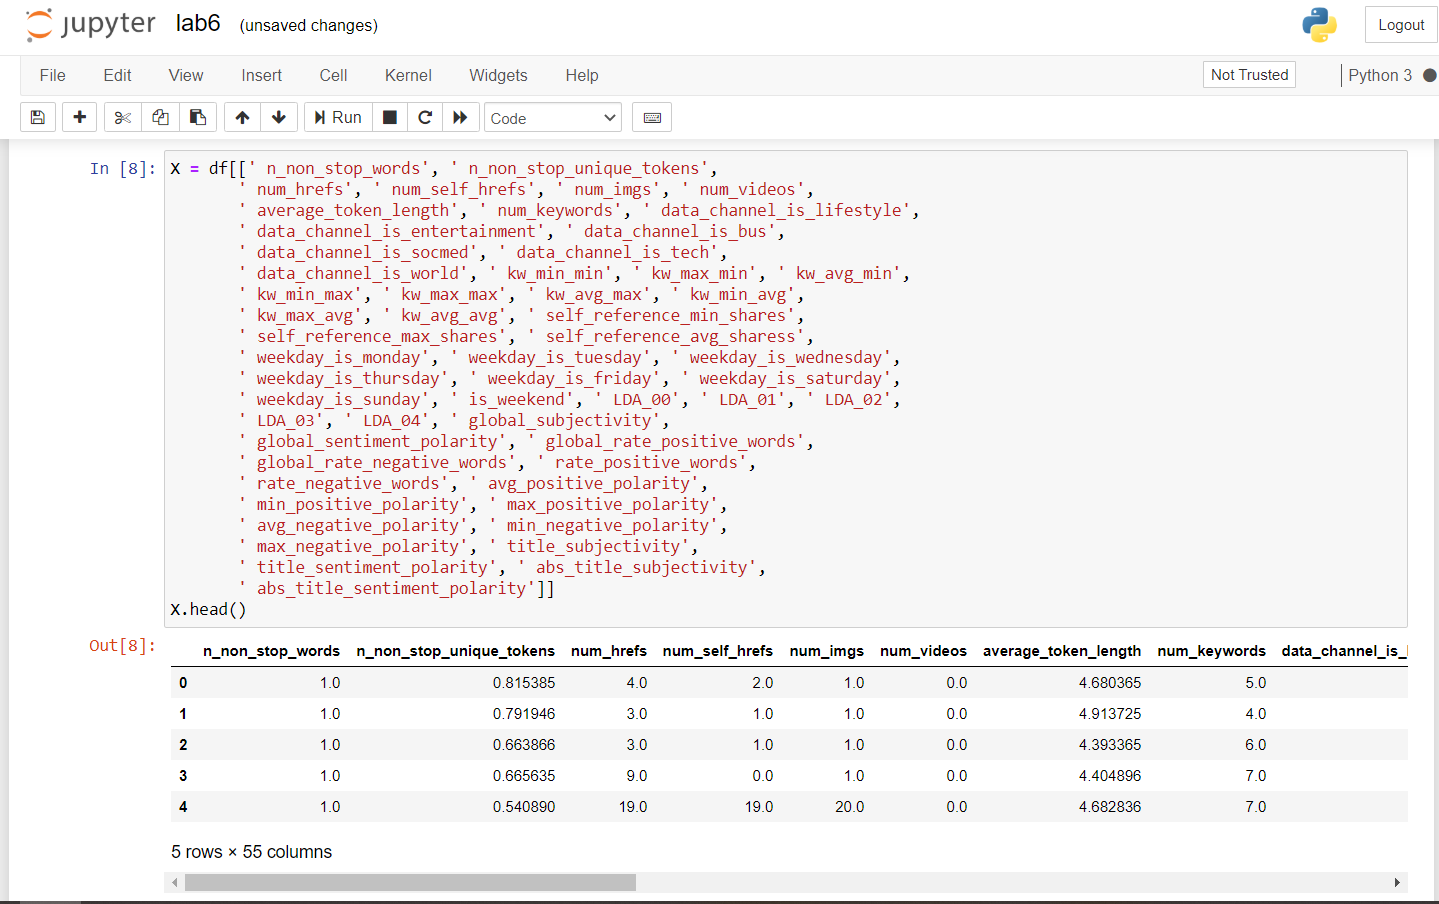 jupyter lab6 (unsaved changes) Logout
File Edit View Insert Cell Kernel Widgets Help Not Trusted Python 3
Run Code
In [8]: X = df[[' n_non_stop_words', ' n_non_stop_unique_tokens',
' num_hrefs', ' num_self_hrefs', ' num_imgs', ' num_videos',
' average_token_length', ' num_keywords', ' data_channel_is_lifestyle',
' data_channel_is_entertainment', ' data_channel_is_bus',
' data_channel_is_socmed', ' data_channel_is_tech',
' data_channel_is_world', ' kw_min_min', ' kw_max_min', ' kw_avg_min',
' kw_min_max', ' kw_max_max', ' kw_avg_max', ' kw_min_avg',
' kw_max_avg', ' kw_avg_avg', ' self_reference_min_shares',
' self_reference_max_shares', ' self_reference_avg_sharess',
' weekday_is_monday', ' weekday_is_tuesday', ' weekday_is_wednesday',
' weekday_is_thursday', ' weekday_is_friday', ' weekday_is_saturday',
' weekday_is_sunday', ' is_weekend', ' LDA_00', ' LDA_01', ' LDA_02',
' LDA_03', ' LDA_04', ' global_subjectivity',
' global_sentiment_polarity', ' global_rate_positive_words',
' global_rate_negative_words', ' rate_positive_words',
' rate_negative_words', ' avg_positive_polarity',
' min_positive_polarity', ' max_positive_polarity',
' avg_negative_polarity', ' min_negative_polarity',
' max_negative_polarity', ' title_subjectivity',
' title_sentiment_polarity', ' abs_title_subjectivity',
' abs_title_sentiment_polarity']]
X.head()
Out[8]: n_non_stop_words n_non_stop_unique_tokens num_hrefs num_self_hrefs num_imgs num_videos average_token_length num_keywords data_channel_is_
0 1.0 0.815385 4.0 2.0 1.0 0.0 4.680365 5.0
1 1.0 0.791946 3.0 1.0 1.0 0.0 4.913725 4.0
2 1.0 0.663866 3.0 1.0 1.0 0.0 4.393365 6.0
3 1.0 0.665635 9.0 0.0 1.0 0.0 4.404896 7.0
4 1.0 0.540890 19.0 19.0 20.0 0.0 4.682836 7.0
5 rows × 55 columns